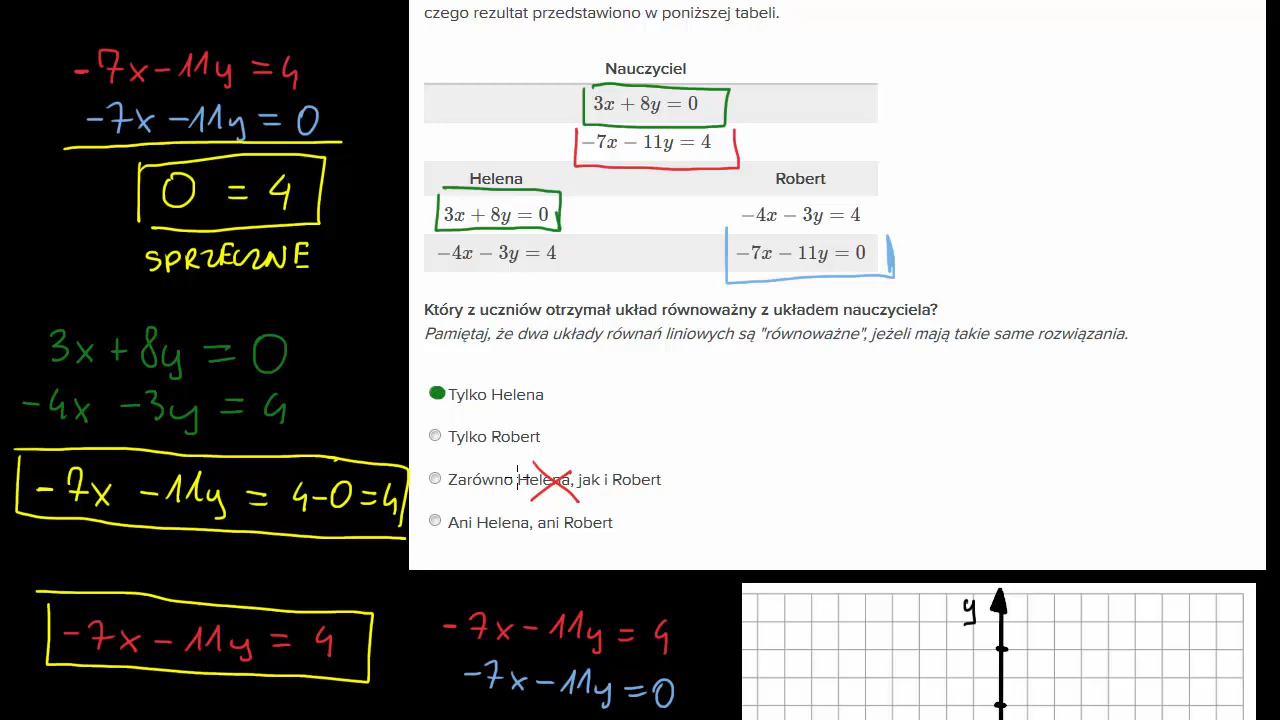 czego rezultat przedstawiono w poniższej tabeli.
-7x-11y=4
-7x-11y=0
0 = 4
SPRZECZNE
Nauczyciel
3x + 8y = 0
−7x − 11y = 4
Helena Robert
3x + 8y = 0 −4x − 3y = 4
−4x − 3y = 4 −7x − 11y = 0
Który z uczniów otrzymał układ równoważny z układem nauczyciela?
Pamiętaj, że dwa układy równań liniowych są "równoważne", jeżeli mają takie same rozwiązania.
Tylko Helena
Tylko Robert
Zarówno Helena, jak i Robert
Ani Helena, ani Robert
3x+8y=0
-4x -3y=4
-7x -11y = 4-0=4
-7x-11y=4
-7x-11y=4
-7x-11y=0
y